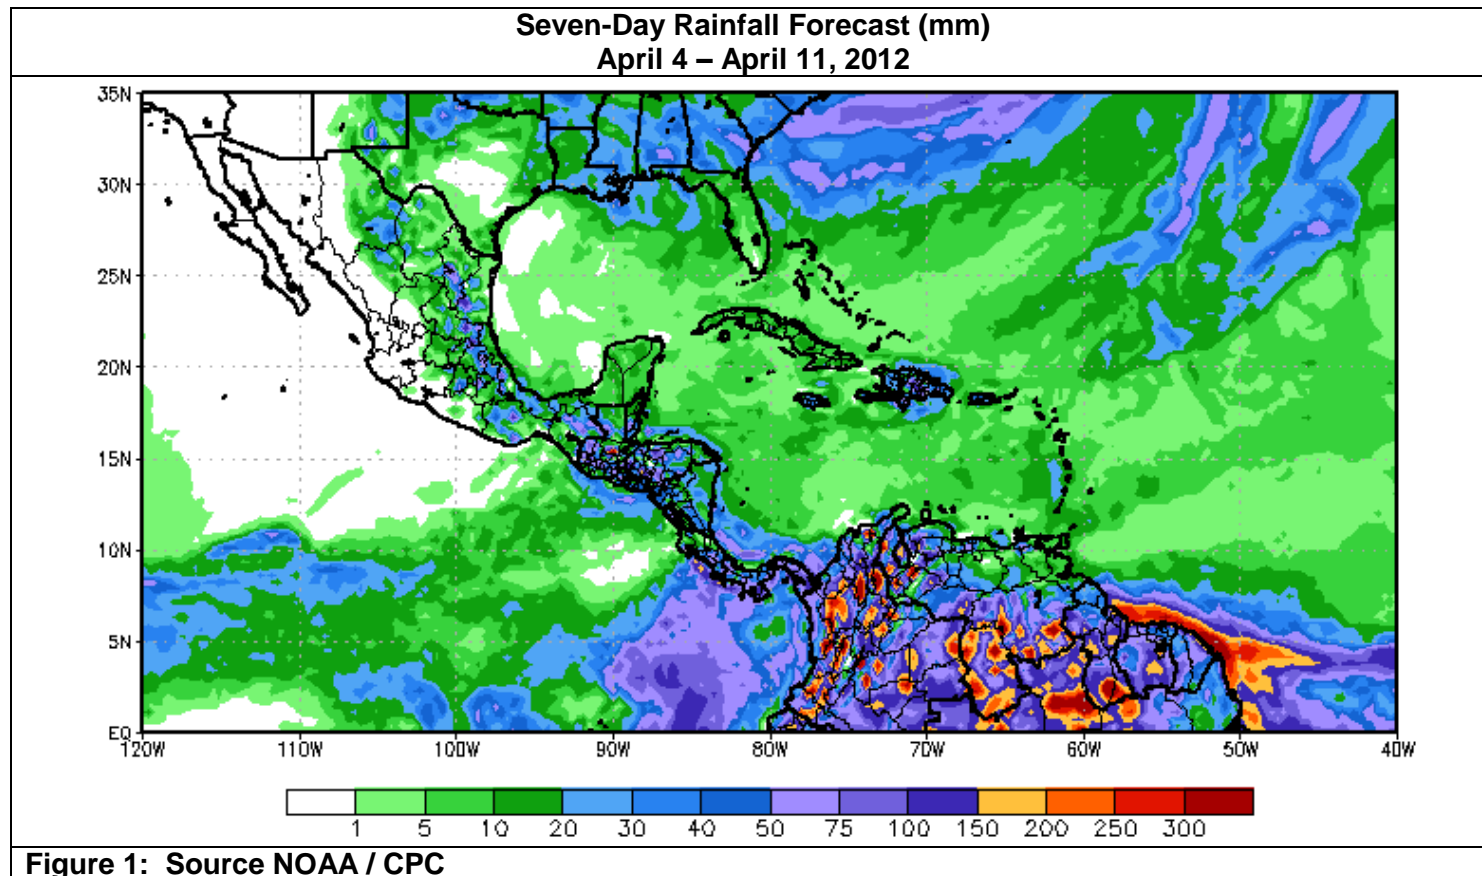 Seven-Day Rainfall Forecast (mm)
April 4 – April 11, 2012
35N
30N
25N
20N
15N
10N
5N
EQ
120W 110W 100W 90W 80W 70W 60W 50W 40W
1 5 10 20 30 40 50 75 100 150 200 250 300
Figure 1: Source NOAA / CPC